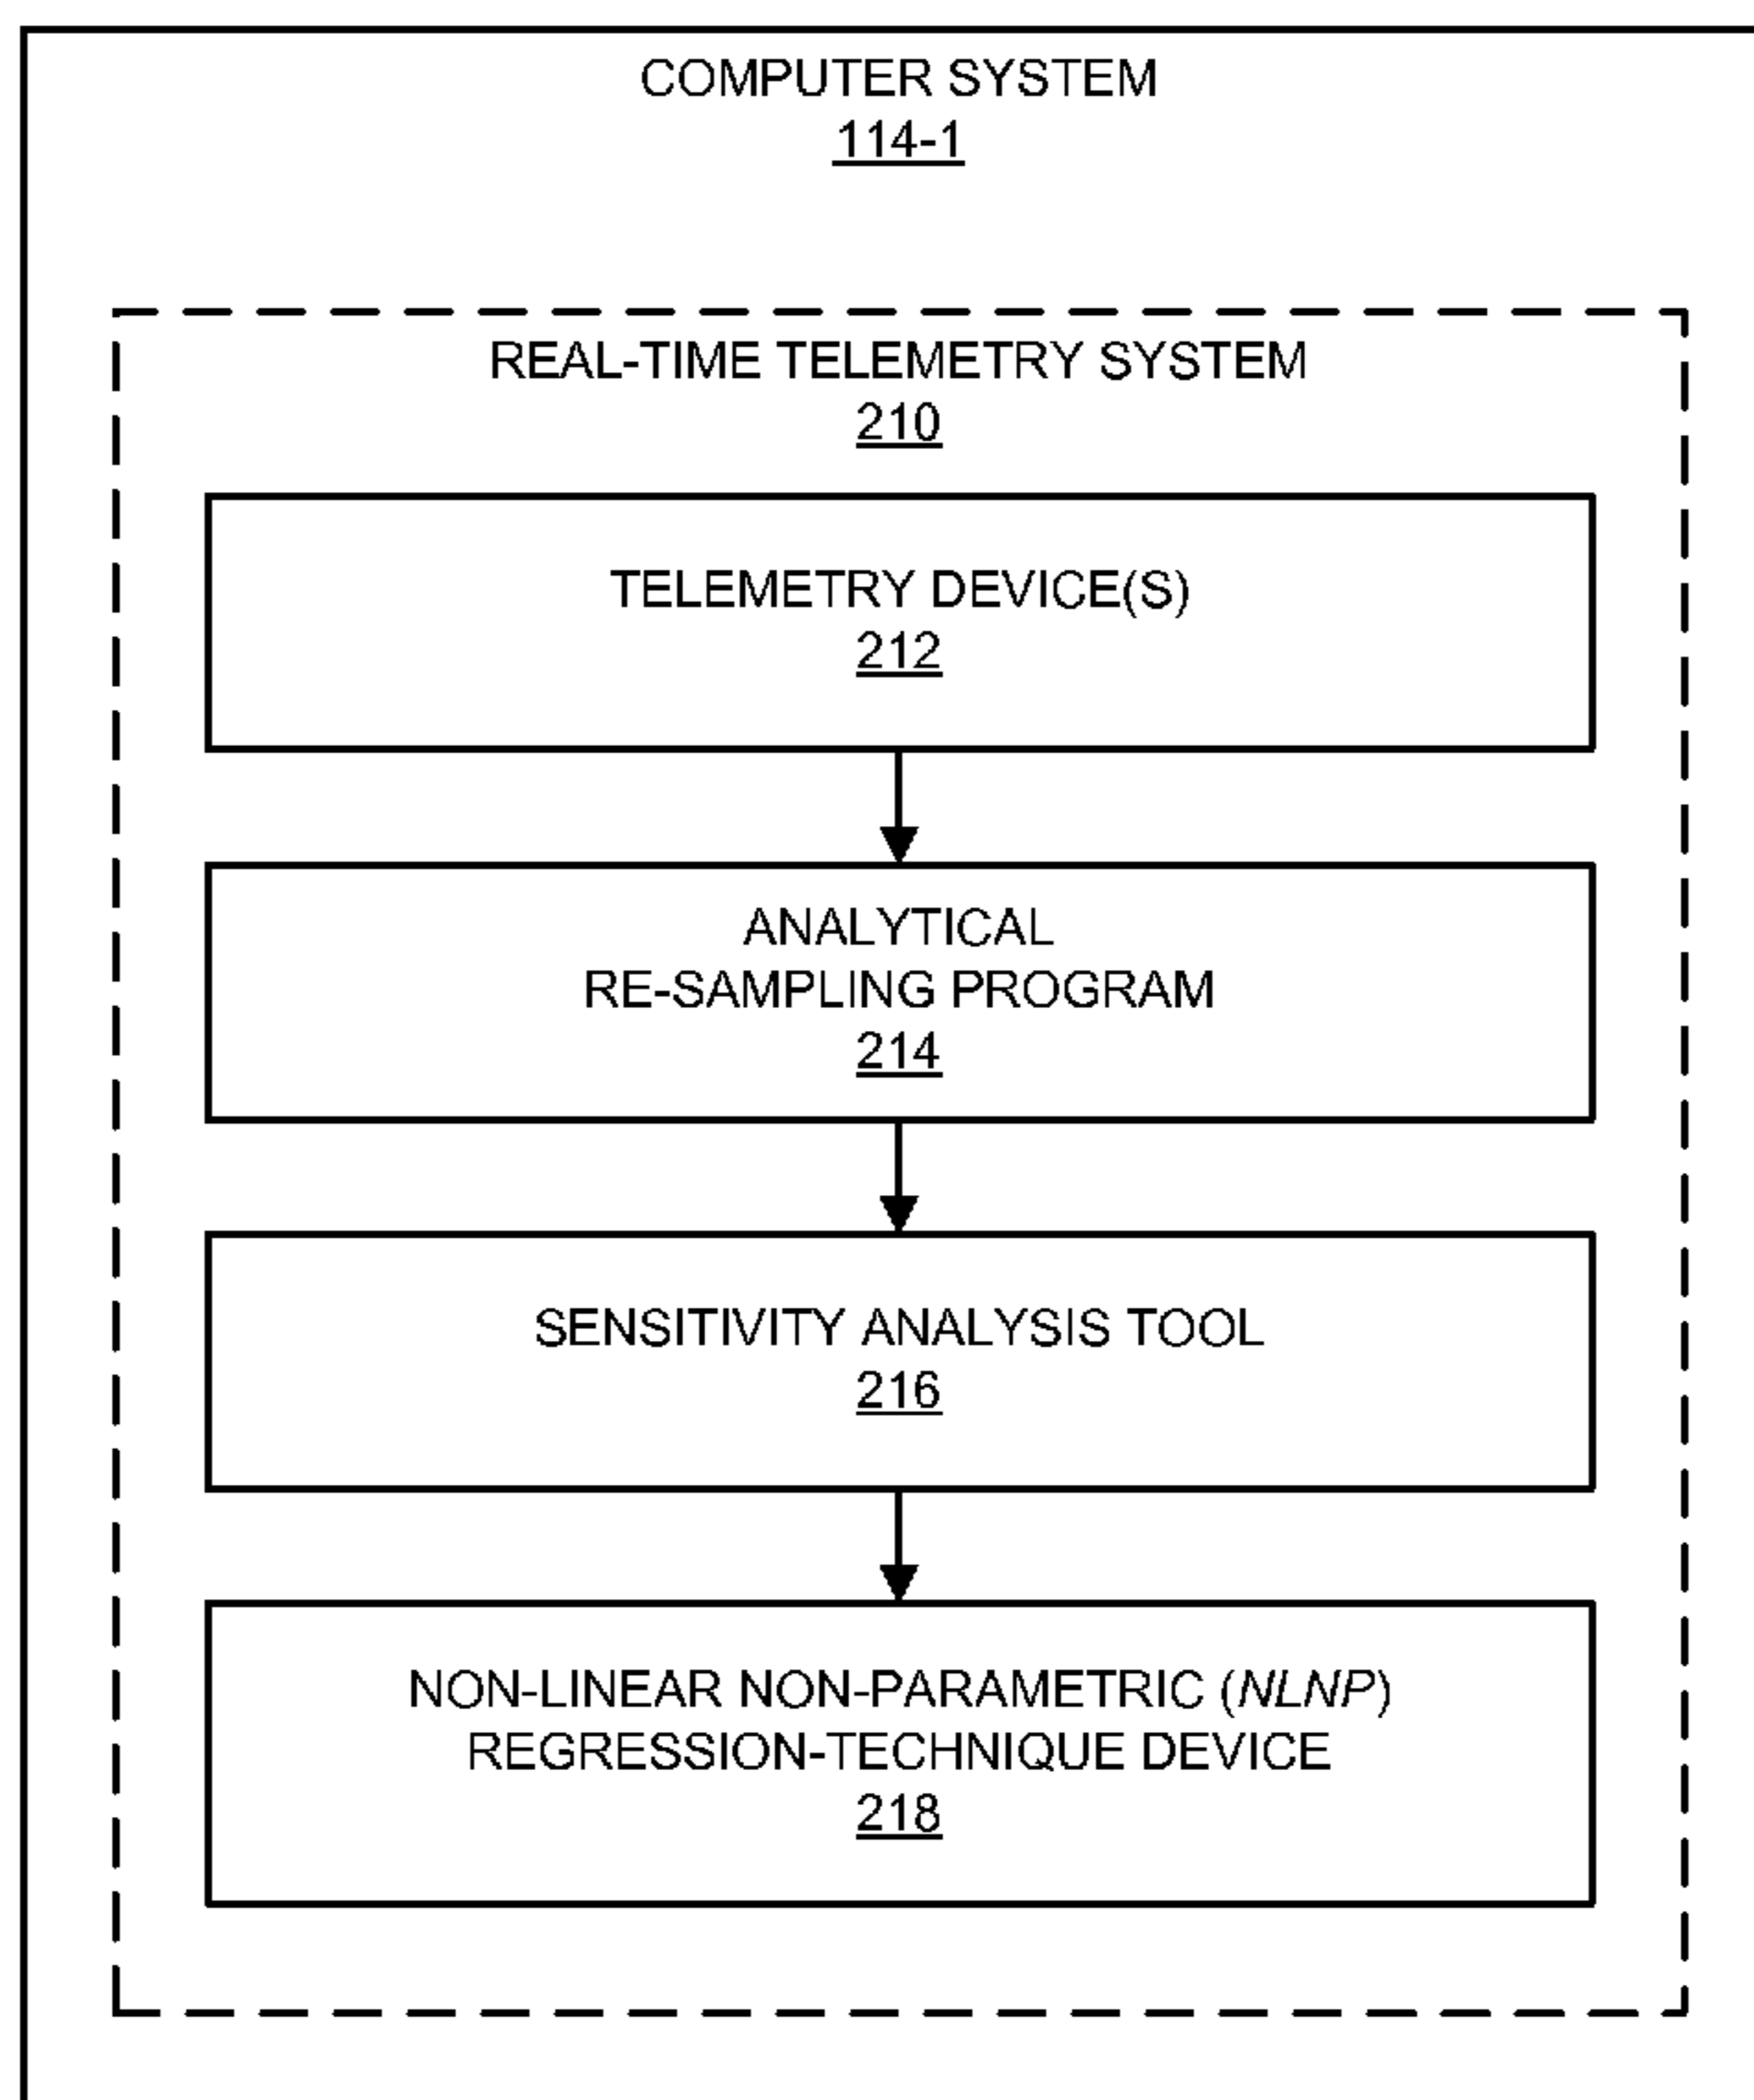 COMPUTER SYSTEM
114-1
REAL-TIME TELEMETRY SYSTEM
210
TELEMETRY DEVICE(S)
212
ANALYTICAL
RE-SAMPLING PROGRAM
214
SENSITIVITY ANALYSIS TOOL
216
NON-LINEAR NON-PARAMETRIC (NLNP)
REGRESSION-TECHNIQUE DEVICE
218